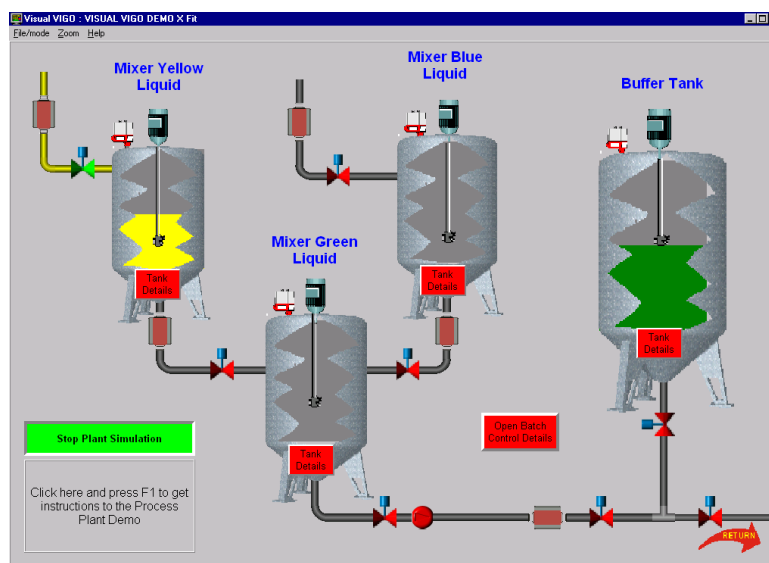 Visual VIGO : VISUAL VIGO DEMO X Fit
File/mode Zoom Help
Mixer Yellow
Liquid
Mixer Blue
Liquid
Buffer Tank
Mixer Green
Liquid
Tank
Details
Tank
Details
Tank
Details
Tank
Details
Stop Plant Simulation
Open Batch
Control Details
Click here and press F1 to get
instructions to the Process
Plant Demo
RETURN